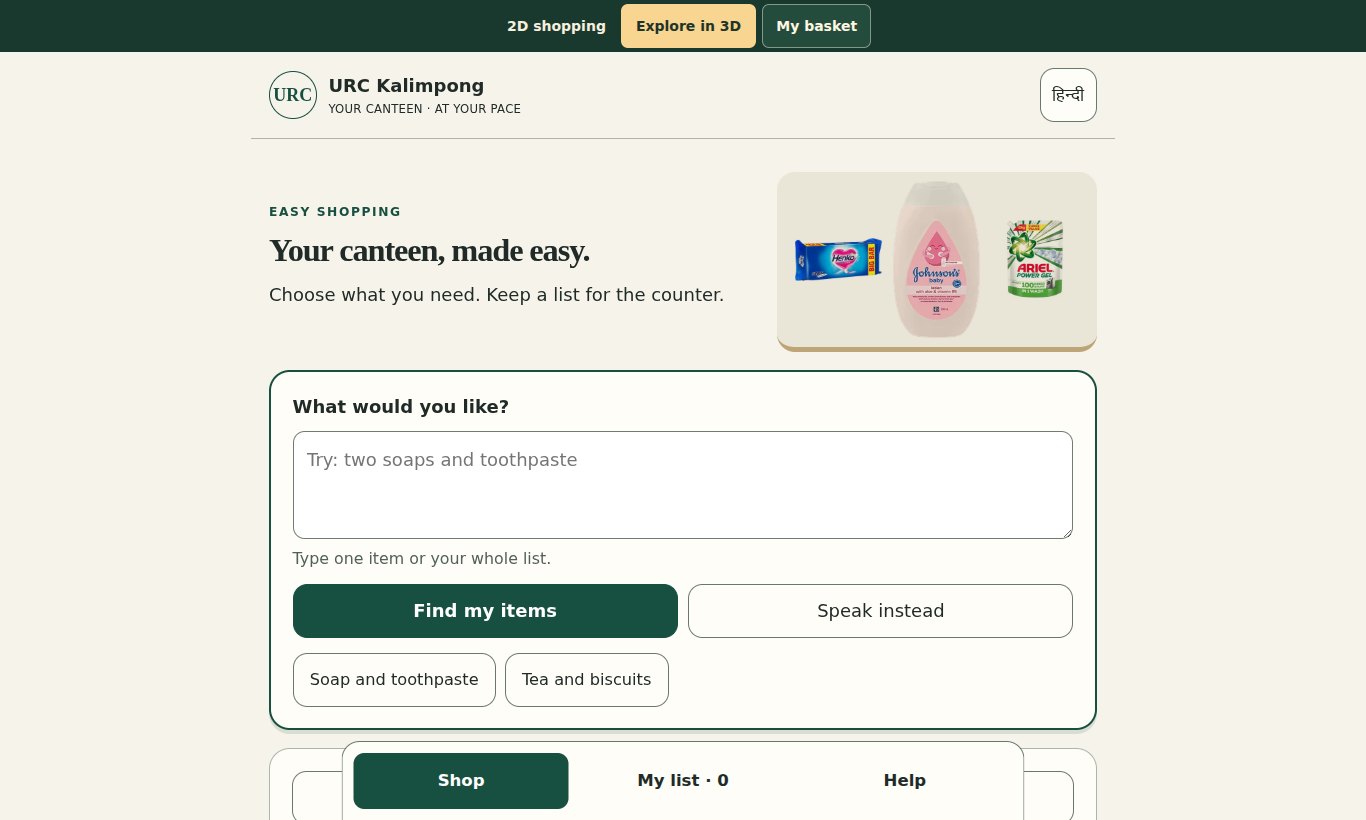 2D shopping
Explore in 3D
My basket
URC
URC Kalimpong
YOUR CANTEEN · AT YOUR PACE
हिन्दी
EASY SHOPPING
Your canteen, made easy.
Choose what you need. Keep a list for the counter.
Henko
BIG BAR
Johnson's
baby
ARIEL
POWER GEL
100
What would you like?
Try: two soaps and toothpaste
Type one item or your whole list.
Find my items
Speak instead
Soap and toothpaste
Tea and biscuits
Shop
My list · 0
Help